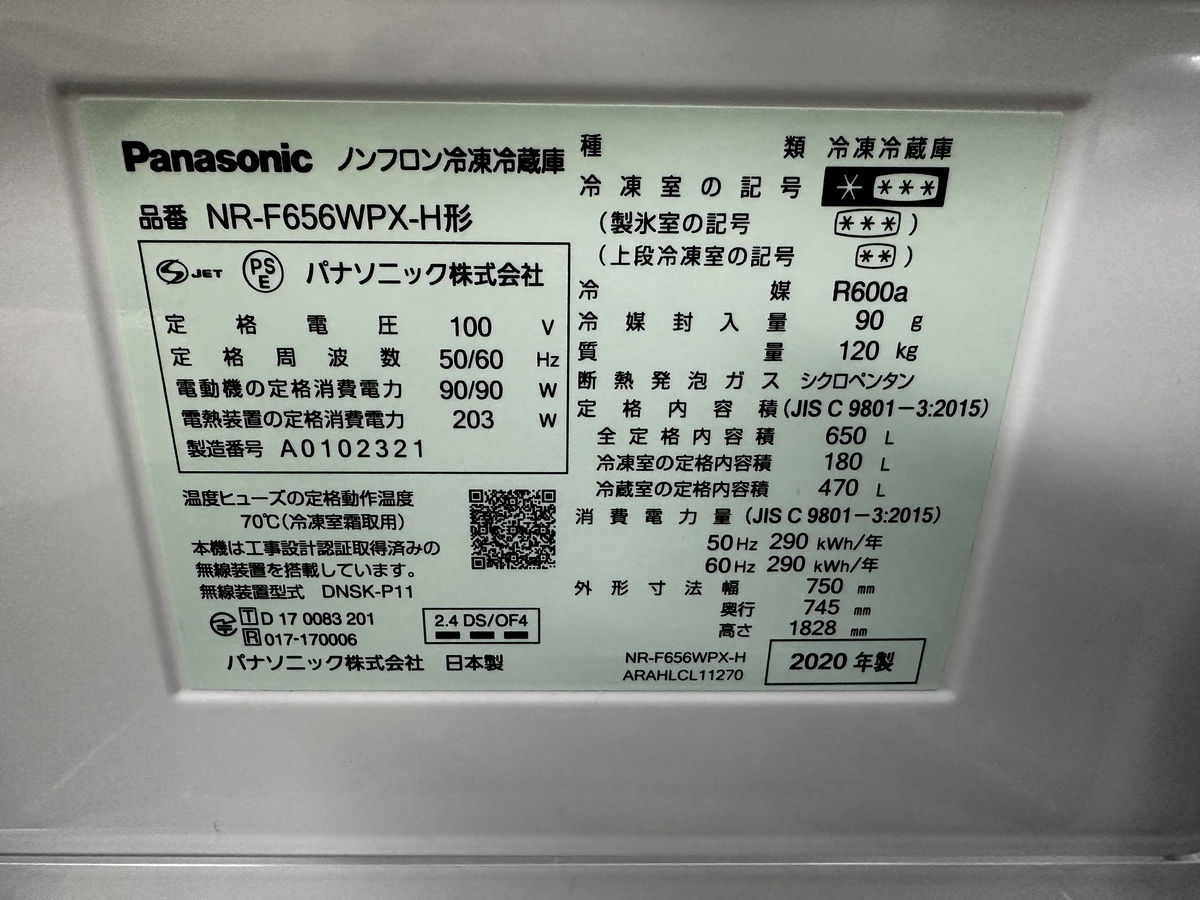 Panasonic ノンフロン冷凍冷蔵庫
品番 NR-F656WPX-H形
JET PSE パナソニック株式会社
定格電圧 100 V
定格周波数 50/60 Hz
電動機の定格消費電力 90/90 W
電熱装置の定格消費電力 203 W
製造番号 A0102321
温度ヒューズの定格動作温度
70℃(冷凍室霜取用)
本機は工事設計認証取得済みの
無線装置を搭載しています。
無線装置型式 DNSK-P11
T D 17 0083 201
R 017-170006
2.4 DS/OF4
パナソニック株式会社 日本製
種類 冷凍冷蔵庫
冷凍室の記号 * ***
(製氷室の記号 ***)
(上段冷凍室の記号 **)
冷媒 R600a
冷媒封入量 90 g
質量 120 kg
断熱発泡ガス シクロペンタン
定格内容積(JIS C 9801-3:2015)
全定格内容積 650 L
冷凍室の定格内容積 180 L
冷蔵室の定格内容積 470 L
消費電力量(JIS C 9801-3:2015)
50Hz 290 kWh/年
60Hz 290 kWh/年
外形寸法 幅 750 mm
奥行 745 mm
高さ 1828 mm
NR-F656WPX-H
ARAHLCL11270
2020 年製